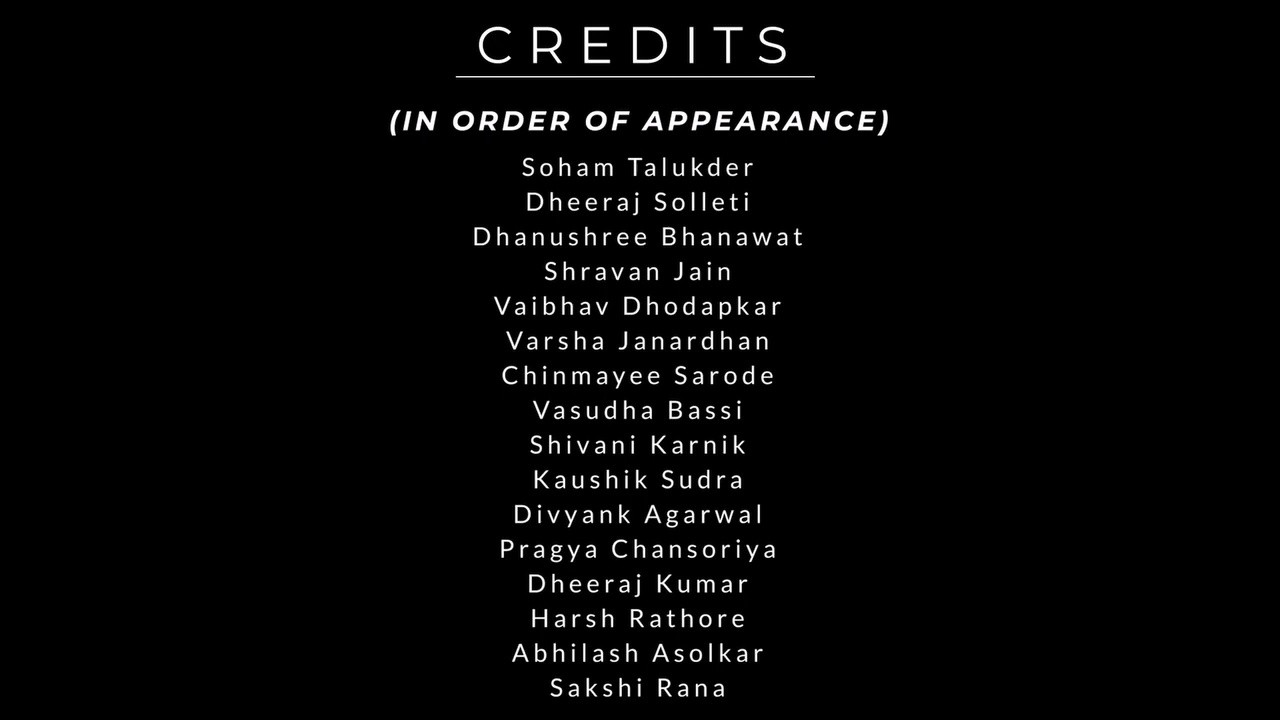 CREDITS
(IN ORDER OF APPEARANCE)
Soham Talukder
Dheeraj Solleti
Dhanushree Bhanawat
Shravan Jain
Vaibhav Dhodapkar
Varsha Janardhan
Chinmayee Sarode
Vasudha Bassi
Shivani Karnik
Kaushik Sudra
Divyank Agarwal
Pragya Chansoriya
Dheeraj Kumar
Harsh Rathore
Abhilash Asolkar
Sakshi Rana